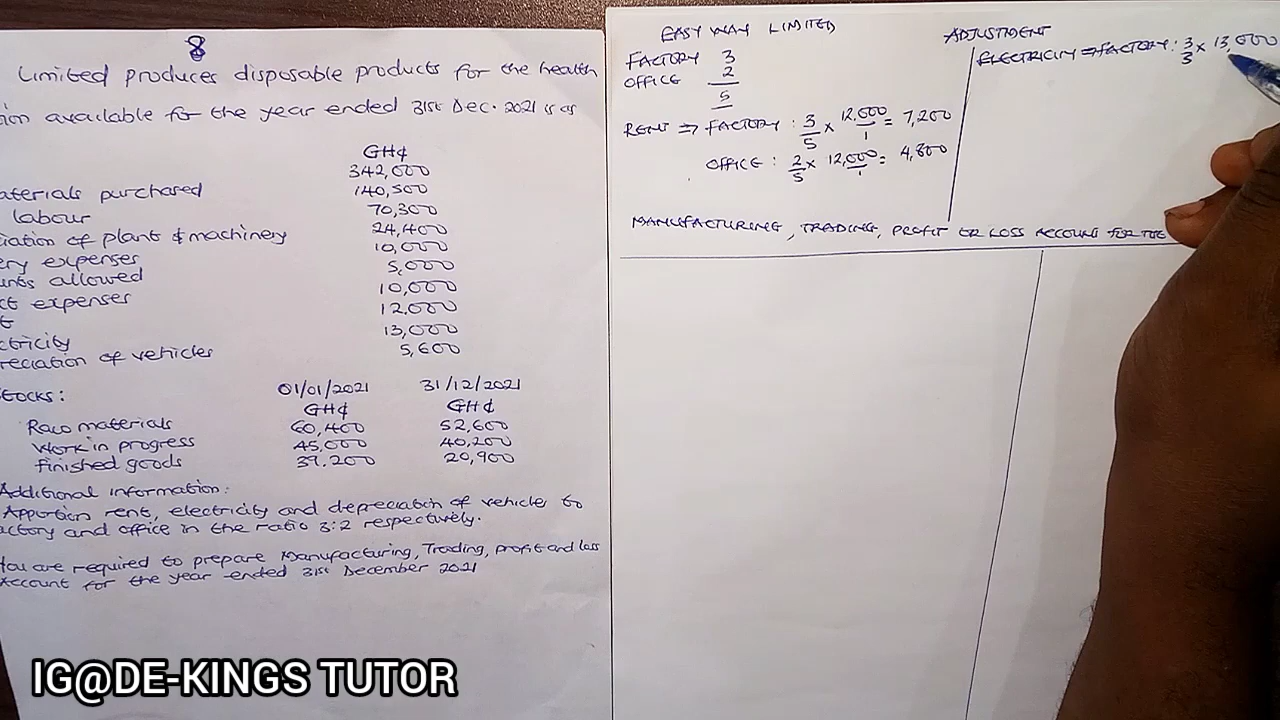 8
Limited produces disposable products for the health
ion available for the year ended 31st Dec. 2021 is as
GH¢
342,000
aterials purchased 140,500
labour 70,300
iation of plant & machinery 24,400
ery expenses 10,000
unts allowed 5,000
ct expenses 10,000
t 12,000
ctricity 13,000
reciation of vehicles 5,600
Stocks: 01/01/2021 31/12/2021
GH¢ GH¢
Raw materials 60,400 52,600
Work in progress 45,000 40,200
Finished goods 39,200 20,900
Additional information:
Apportion rent, electricity and depreciation of vehicles to
actory and office in the ratio 3:2 respectively.
You are required to prepare Manufacturing, Trading, profit and loss
Account for the year ended 31st December 2021
EASY WAY LIMITED
FACTORY 3
OFFICE 2
5
RENT ⇒ FACTORY : 3/5 × 12,000/1 = 7,200
OFFICE : 2/5 × 12,000/1 = 4,800
ADJUSTMENT
ELECTRICITY ⇒ FACTORY : 3/5 × 13,000
MANUFACTURING, TRADING, PROFIT OR LOSS ACCOUNT FOR THE
IG@DE-KINGS TUTOR